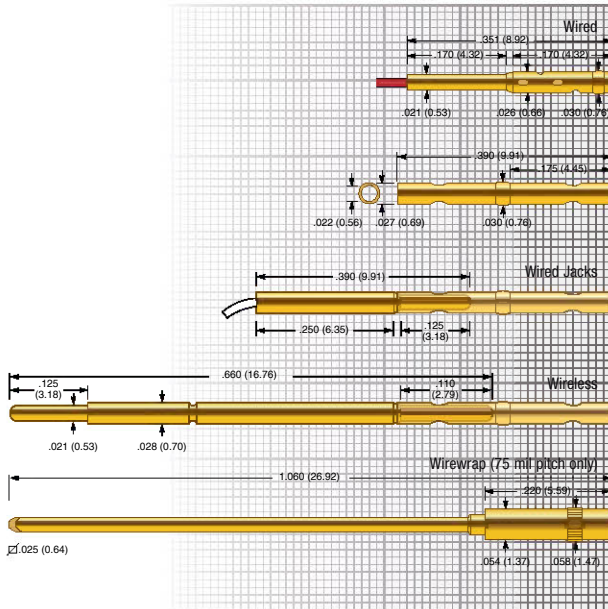 Wired
.351 (8.92)
.170 (4.32) .170 (4.32)
.021 (0.53) .026 (0.66) .030 (0.76)
.390 (9.91)
.175 (4.45)
.022 (0.56) .027 (0.69) .030 (0.76)
Wired Jacks
.390 (9.91)
.250 (6.35) .125
(3.18)
Wireless
.660 (16.76)
.125
(3.18)
.110
(2.79)
.021 (0.53) .028 (0.70)
Wirewrap (75 mil pitch only)
1.060 (26.92)
.220 (5.59)
.025 (0.64) .054 (1.37) .058 (1.47)